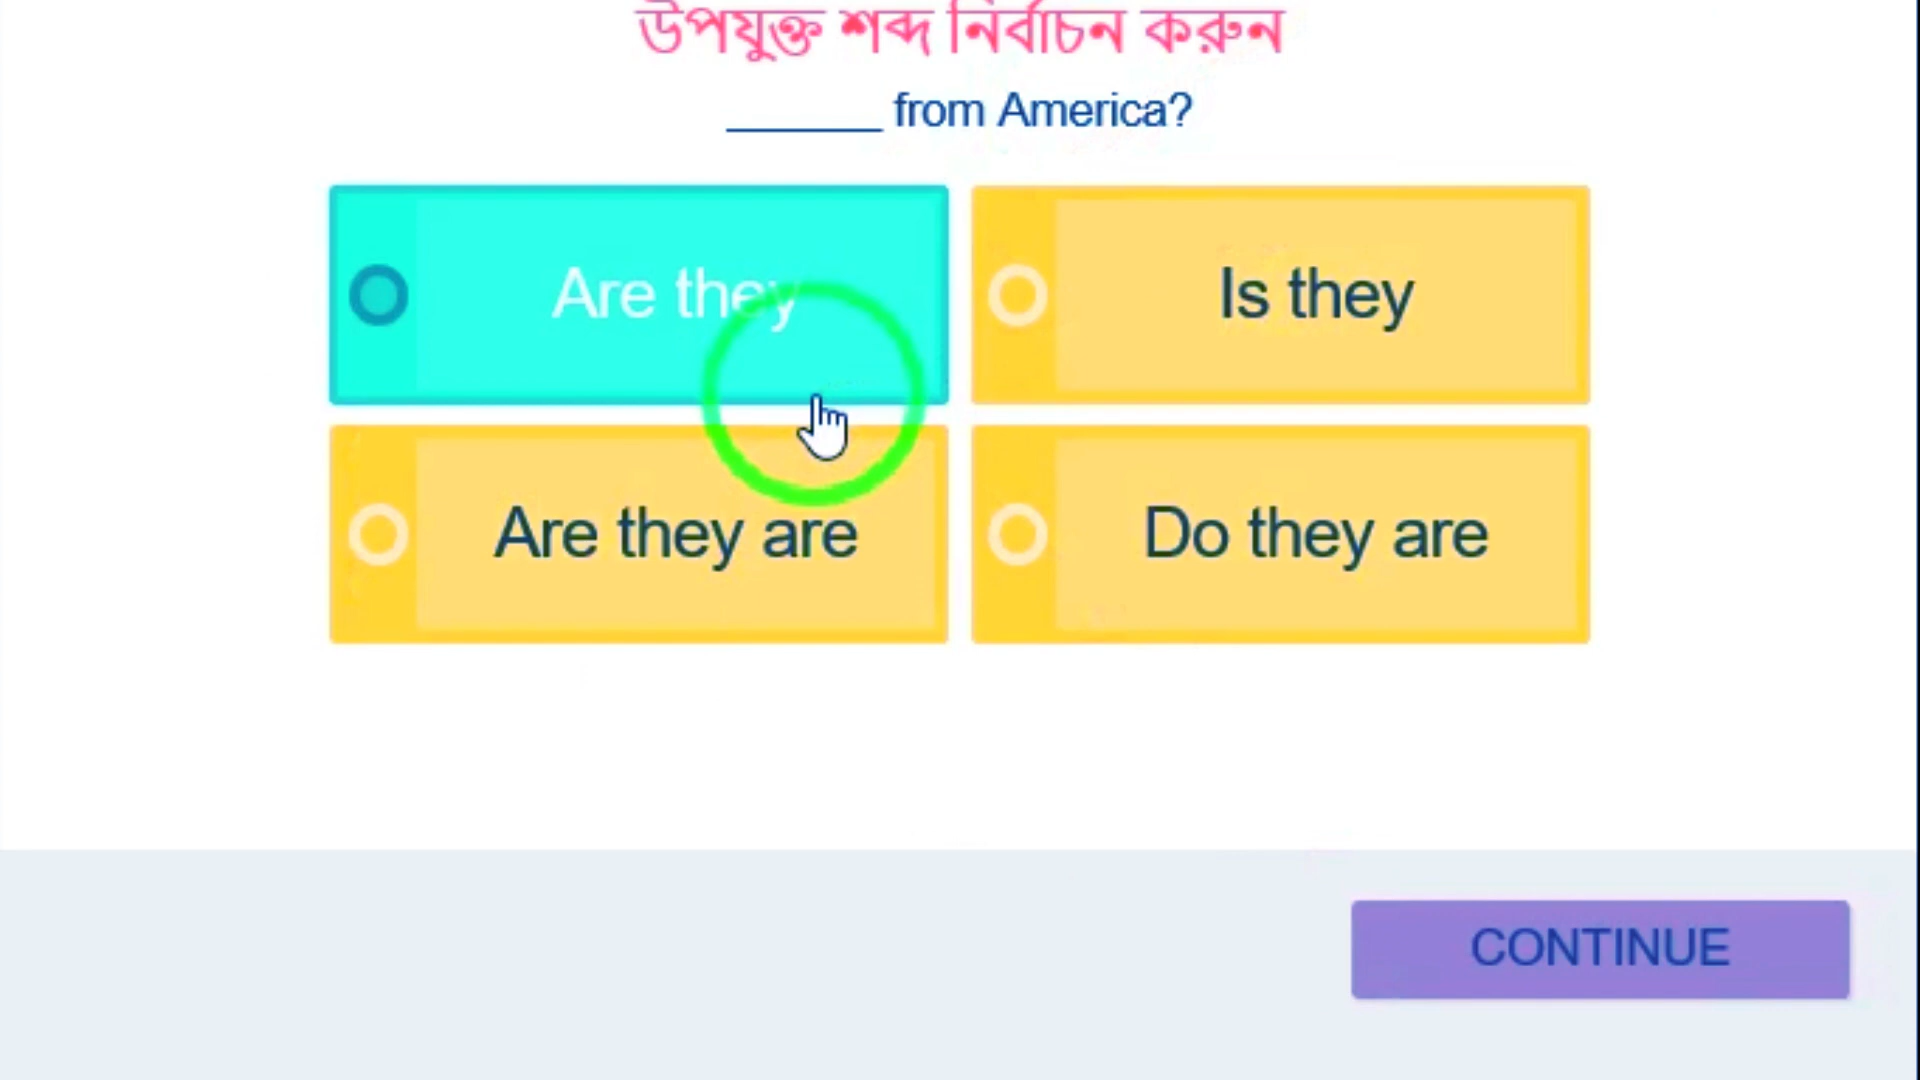 উপযুক্ত শব্দ নির্বাচন করুন
______ from America?
Are they
Is they
Are they are
Do they are
CONTINUE